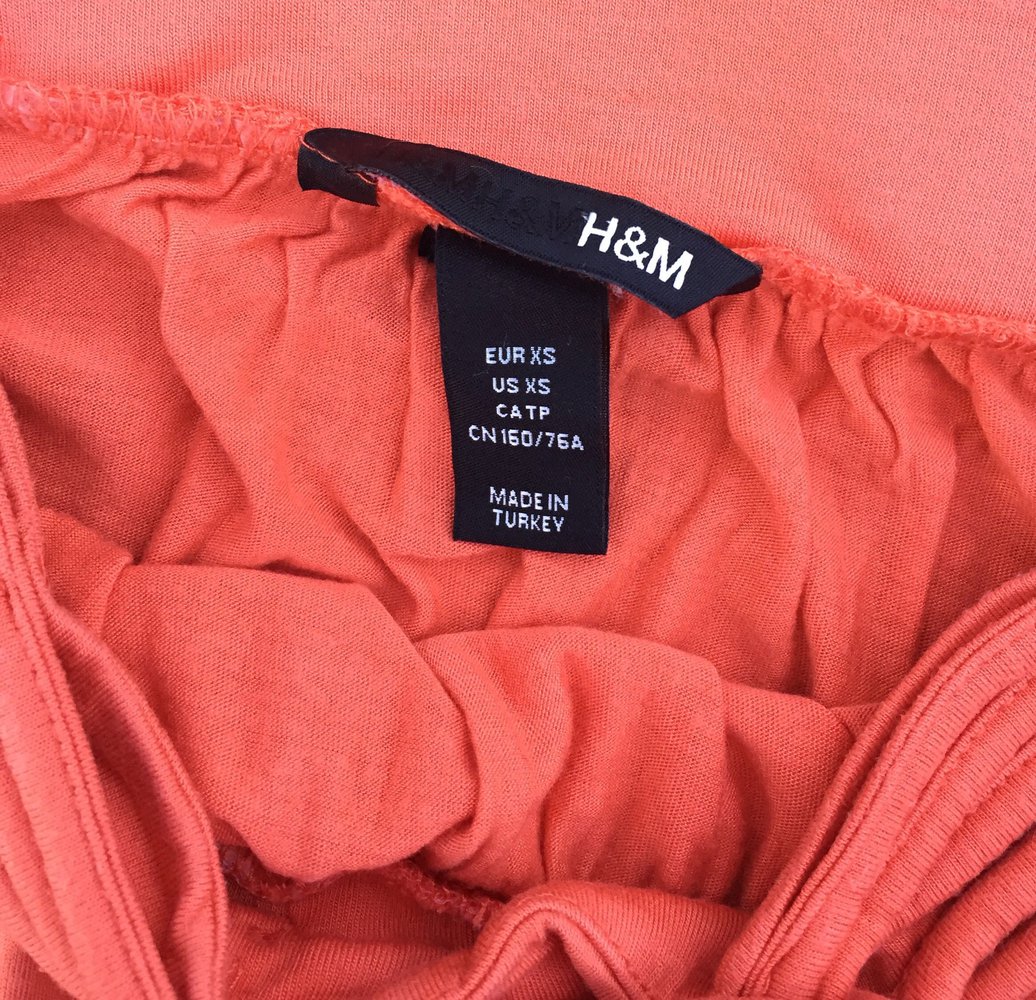 H&M
EUR XS
US XS
CA TP
CN 160/76A
MADE IN
TURKEY